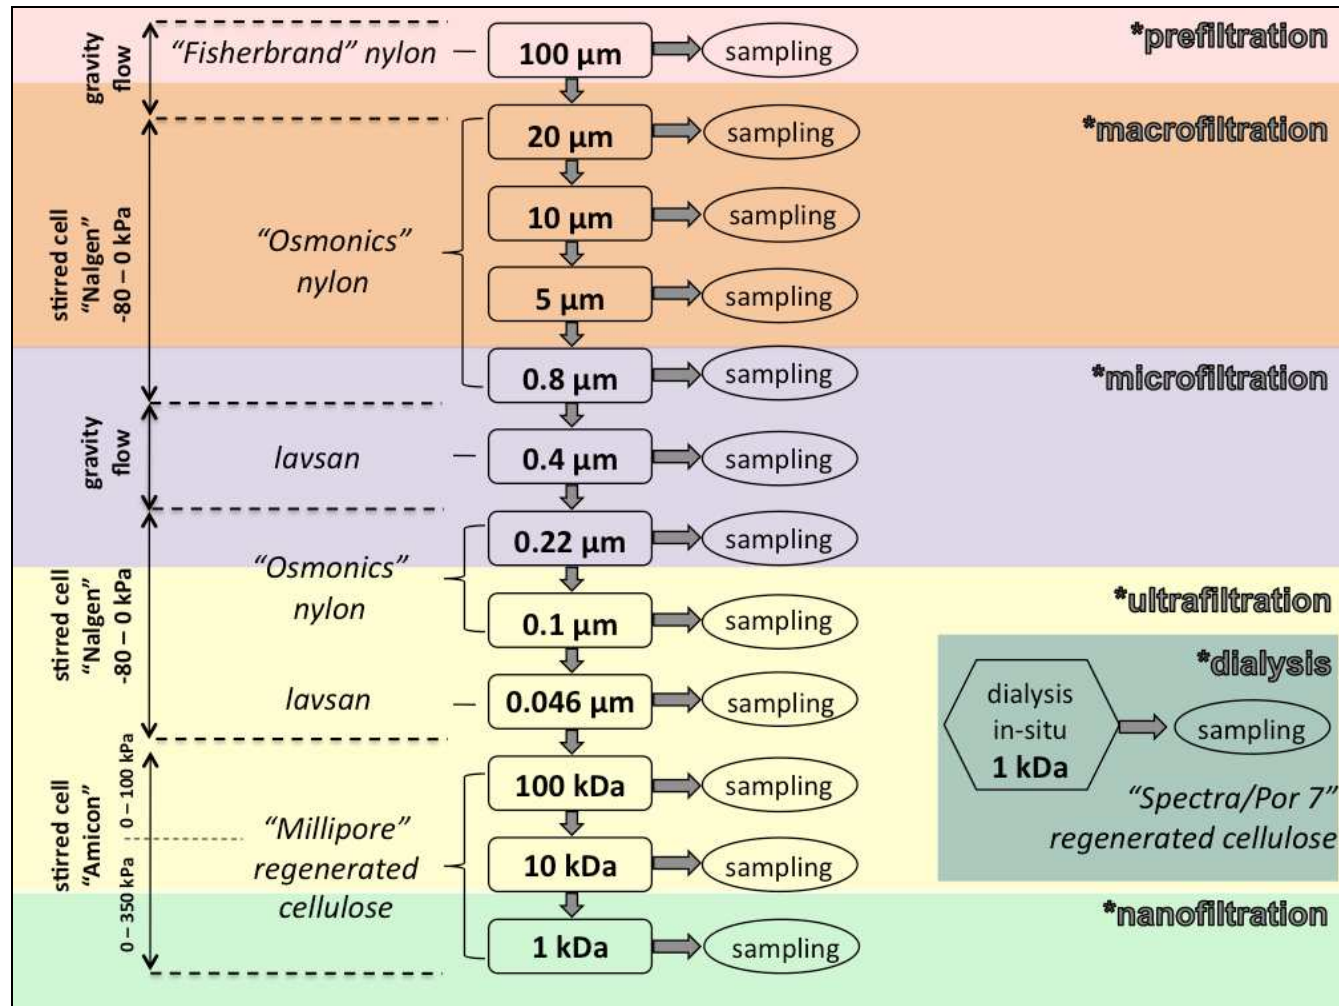 gravity
flow
“Fisherbrand” nylon
100 µm
sampling
*prefiltration
stirred cell
“Nalgen”
-80 – 0 kPa
“Osmonics”
nylon
20 µm
sampling
*macrofiltration
10 µm
sampling
5 µm
sampling
0.8 µm
sampling
*microfiltration
gravity
flow
lavsan
0.4 µm
sampling
stirred cell
“Nalgen”
-80 – 0 kPa
“Osmonics”
nylon
0.22 µm
sampling
0.1 µm
sampling
*ultrafiltration
lavsan
0.046 µm
sampling
*dialysis
dialysis
in-situ
1 kDa
sampling
“Spectra/Por 7”
regenerated cellulose
stirred cell
“Amicon”
0 – 350 kPa
0 – 100 kPa
“Millipore”
regenerated
cellulose
100 kDa
sampling
10 kDa
sampling
1 kDa
sampling
*nanofiltration